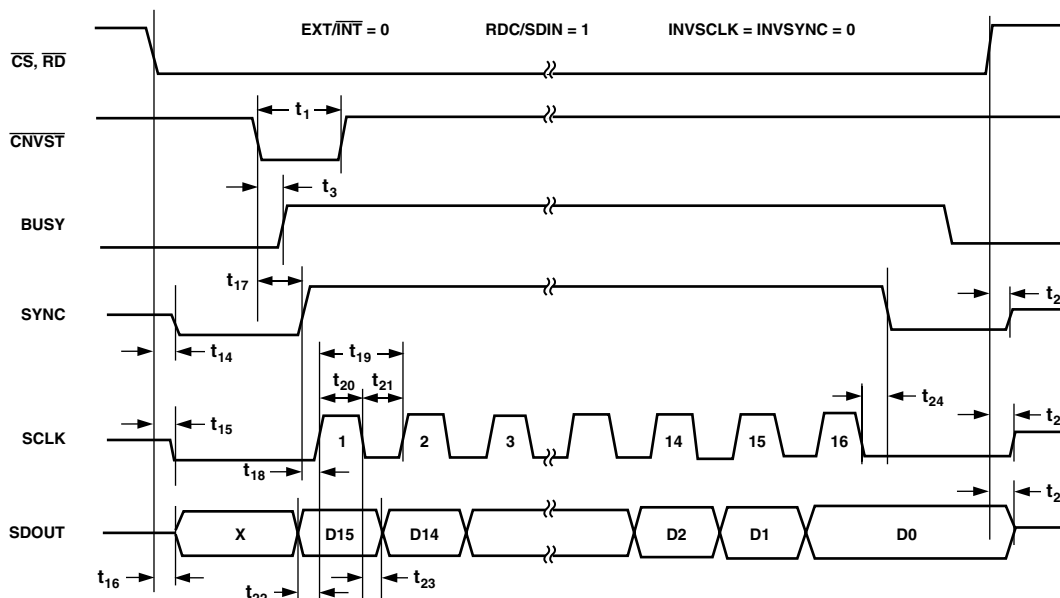 EXT/INT = 0 RDC/SDIN = 1 INVSCLK = INVSYNC = 0
CS, RD
t1
CNVST
t3
BUSY
t17
SYNC
t14
t19
t20 t21
t24
t15
SCLK
1 2 3 14 15 16
t18
SDOUT
X D15 D14 D2 D1 D0
t16
t23